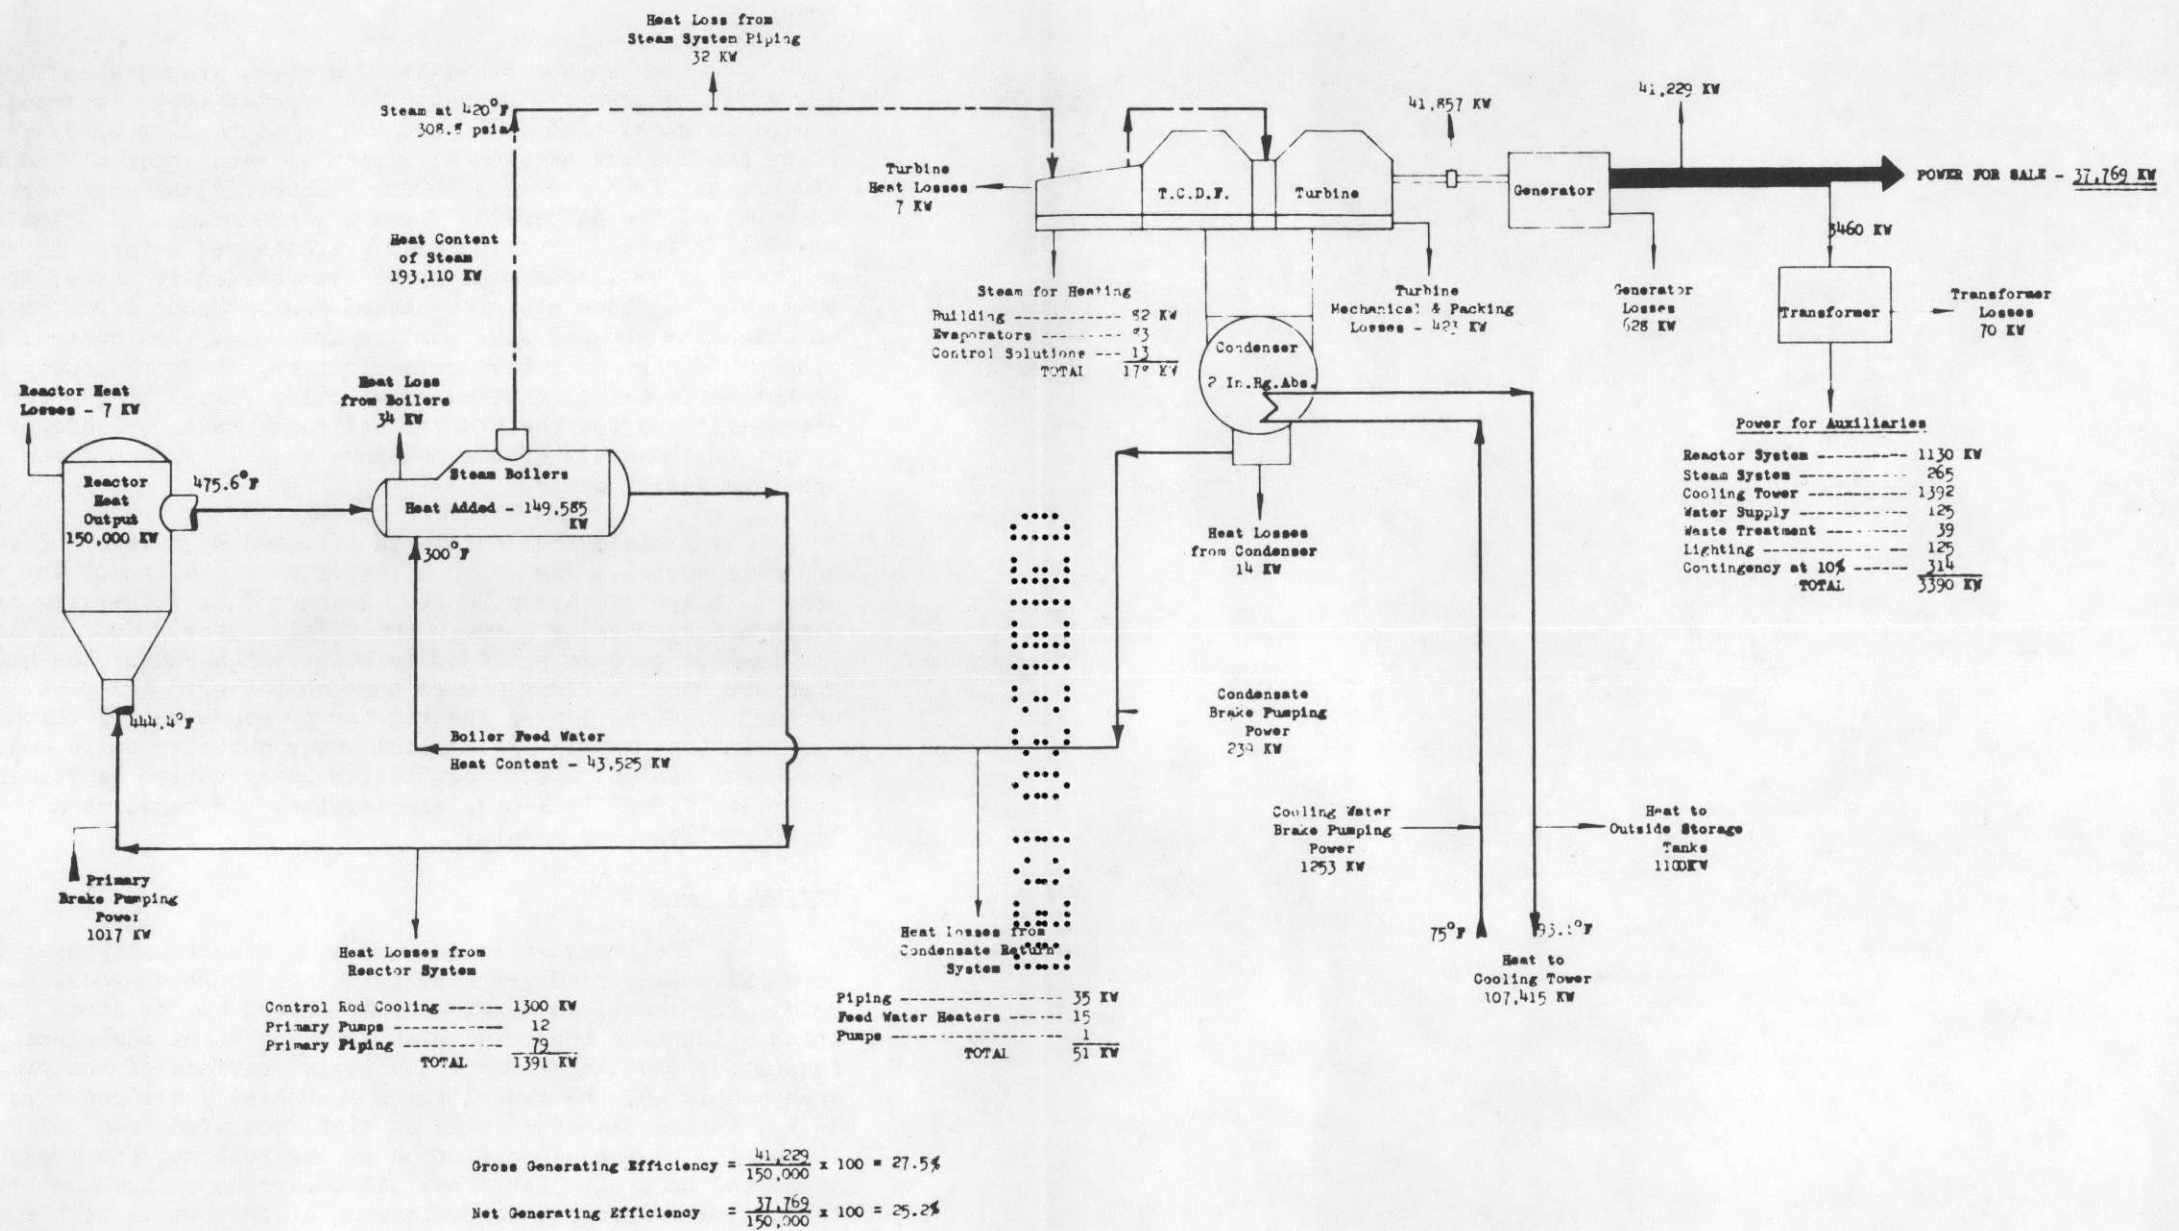 Heat Loss from
Steam System Piping
32 KW
Steam at 420°F
308.8 psia
Heat Content
of Steam
193,110 KW
Turbine
Heat Losses
7 KW
T.C.D.F.
Turbine
41,857 KW
Generator
41,229 KW
POWER FOR SALE - 37,769 KW
3460 KW
Transformer
Transformer
Losses
70 KW
Generator
Losses
628 KW
Turbine
Mechanical & Packing
Losses - 423 KW
Steam for Heating
Building --- 82 KW
Evaporators --- 83
Control Solutions --- 13
TOTAL 178 KW
Condenser
2 In.Hg.Abs.
Power for Auxiliaries
Reactor System --- 1130 KW
Steam System --- 265
Cooling Tower --- 1392
Water Supply --- 125
Waste Treatment --- 39
Lighting --- 125
Contingency at 10% --- 314
TOTAL 3390 KW
Reactor Heat
Losses - 7 KW
Reactor
Heat
Output
150,000 KW
475.6°F
Heat Loss
from Boilers
34 KW
Steam Boilers
Heat Added - 149,585
KW
300°F
Heat Losses
from Condenser
14 KW
444.4°F
Boiler Feed Water
Heat Content - 43,525 KW
Condensate
Brake Pumping
Power
239 KW
Cooling Water
Brake Pumping
Power
1253 KW
Heat to
Outside Storage
Tanks
1100KW
Primary
Brake Pumping
Power
1017 KW
75°F
Heat to
Cooling Tower
107,415 KW
Heat Losses from
Reactor System
Control Rod Cooling --- 1300 KW
Primary Pumps --- 12
Primary Piping --- 79
TOTAL 1391 KW
Heat Losses from
Condensate Return
System
Piping --- 35 KW
Feed Water Heaters --- 15
Pumps --- 1
TOTAL 51 KW
Gross Generating Efficiency = 41,229 / 150,000 x 100 = 27.5%
Net Generating Efficiency = 37,769 / 150,000 x 100 = 25.2%